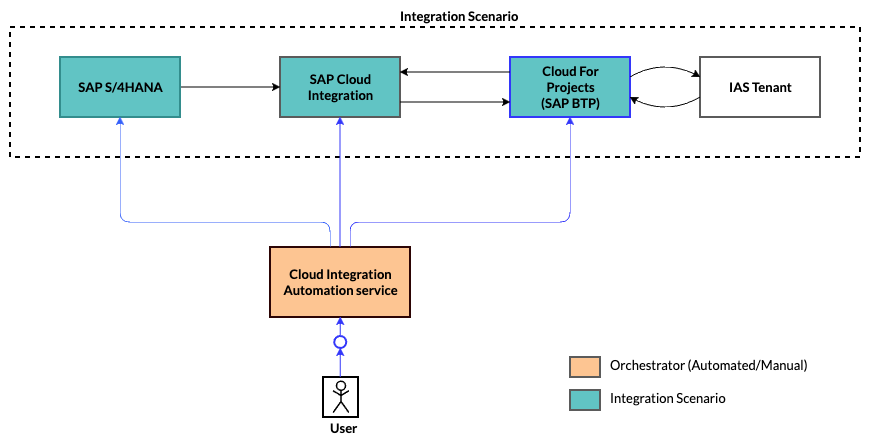 Integration Scenario
SAP S/4HANA
SAP Cloud
Integration
Cloud For
Projects
(SAP BTP)
IAS Tenant
Cloud Integration
Automation service
User
Orchestrator (Automated/Manual)
Integration Scenario